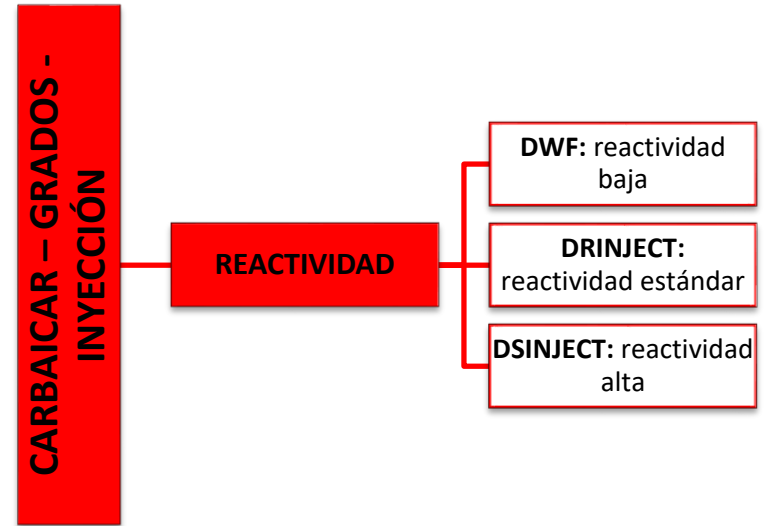 CARBAICAR – GRADOS -
INYECCIÓN
REACTIVIDAD
DWF: reactividad
baja
DRINJECT:
reactividad estándar
DSINJECT: reactividad
alta